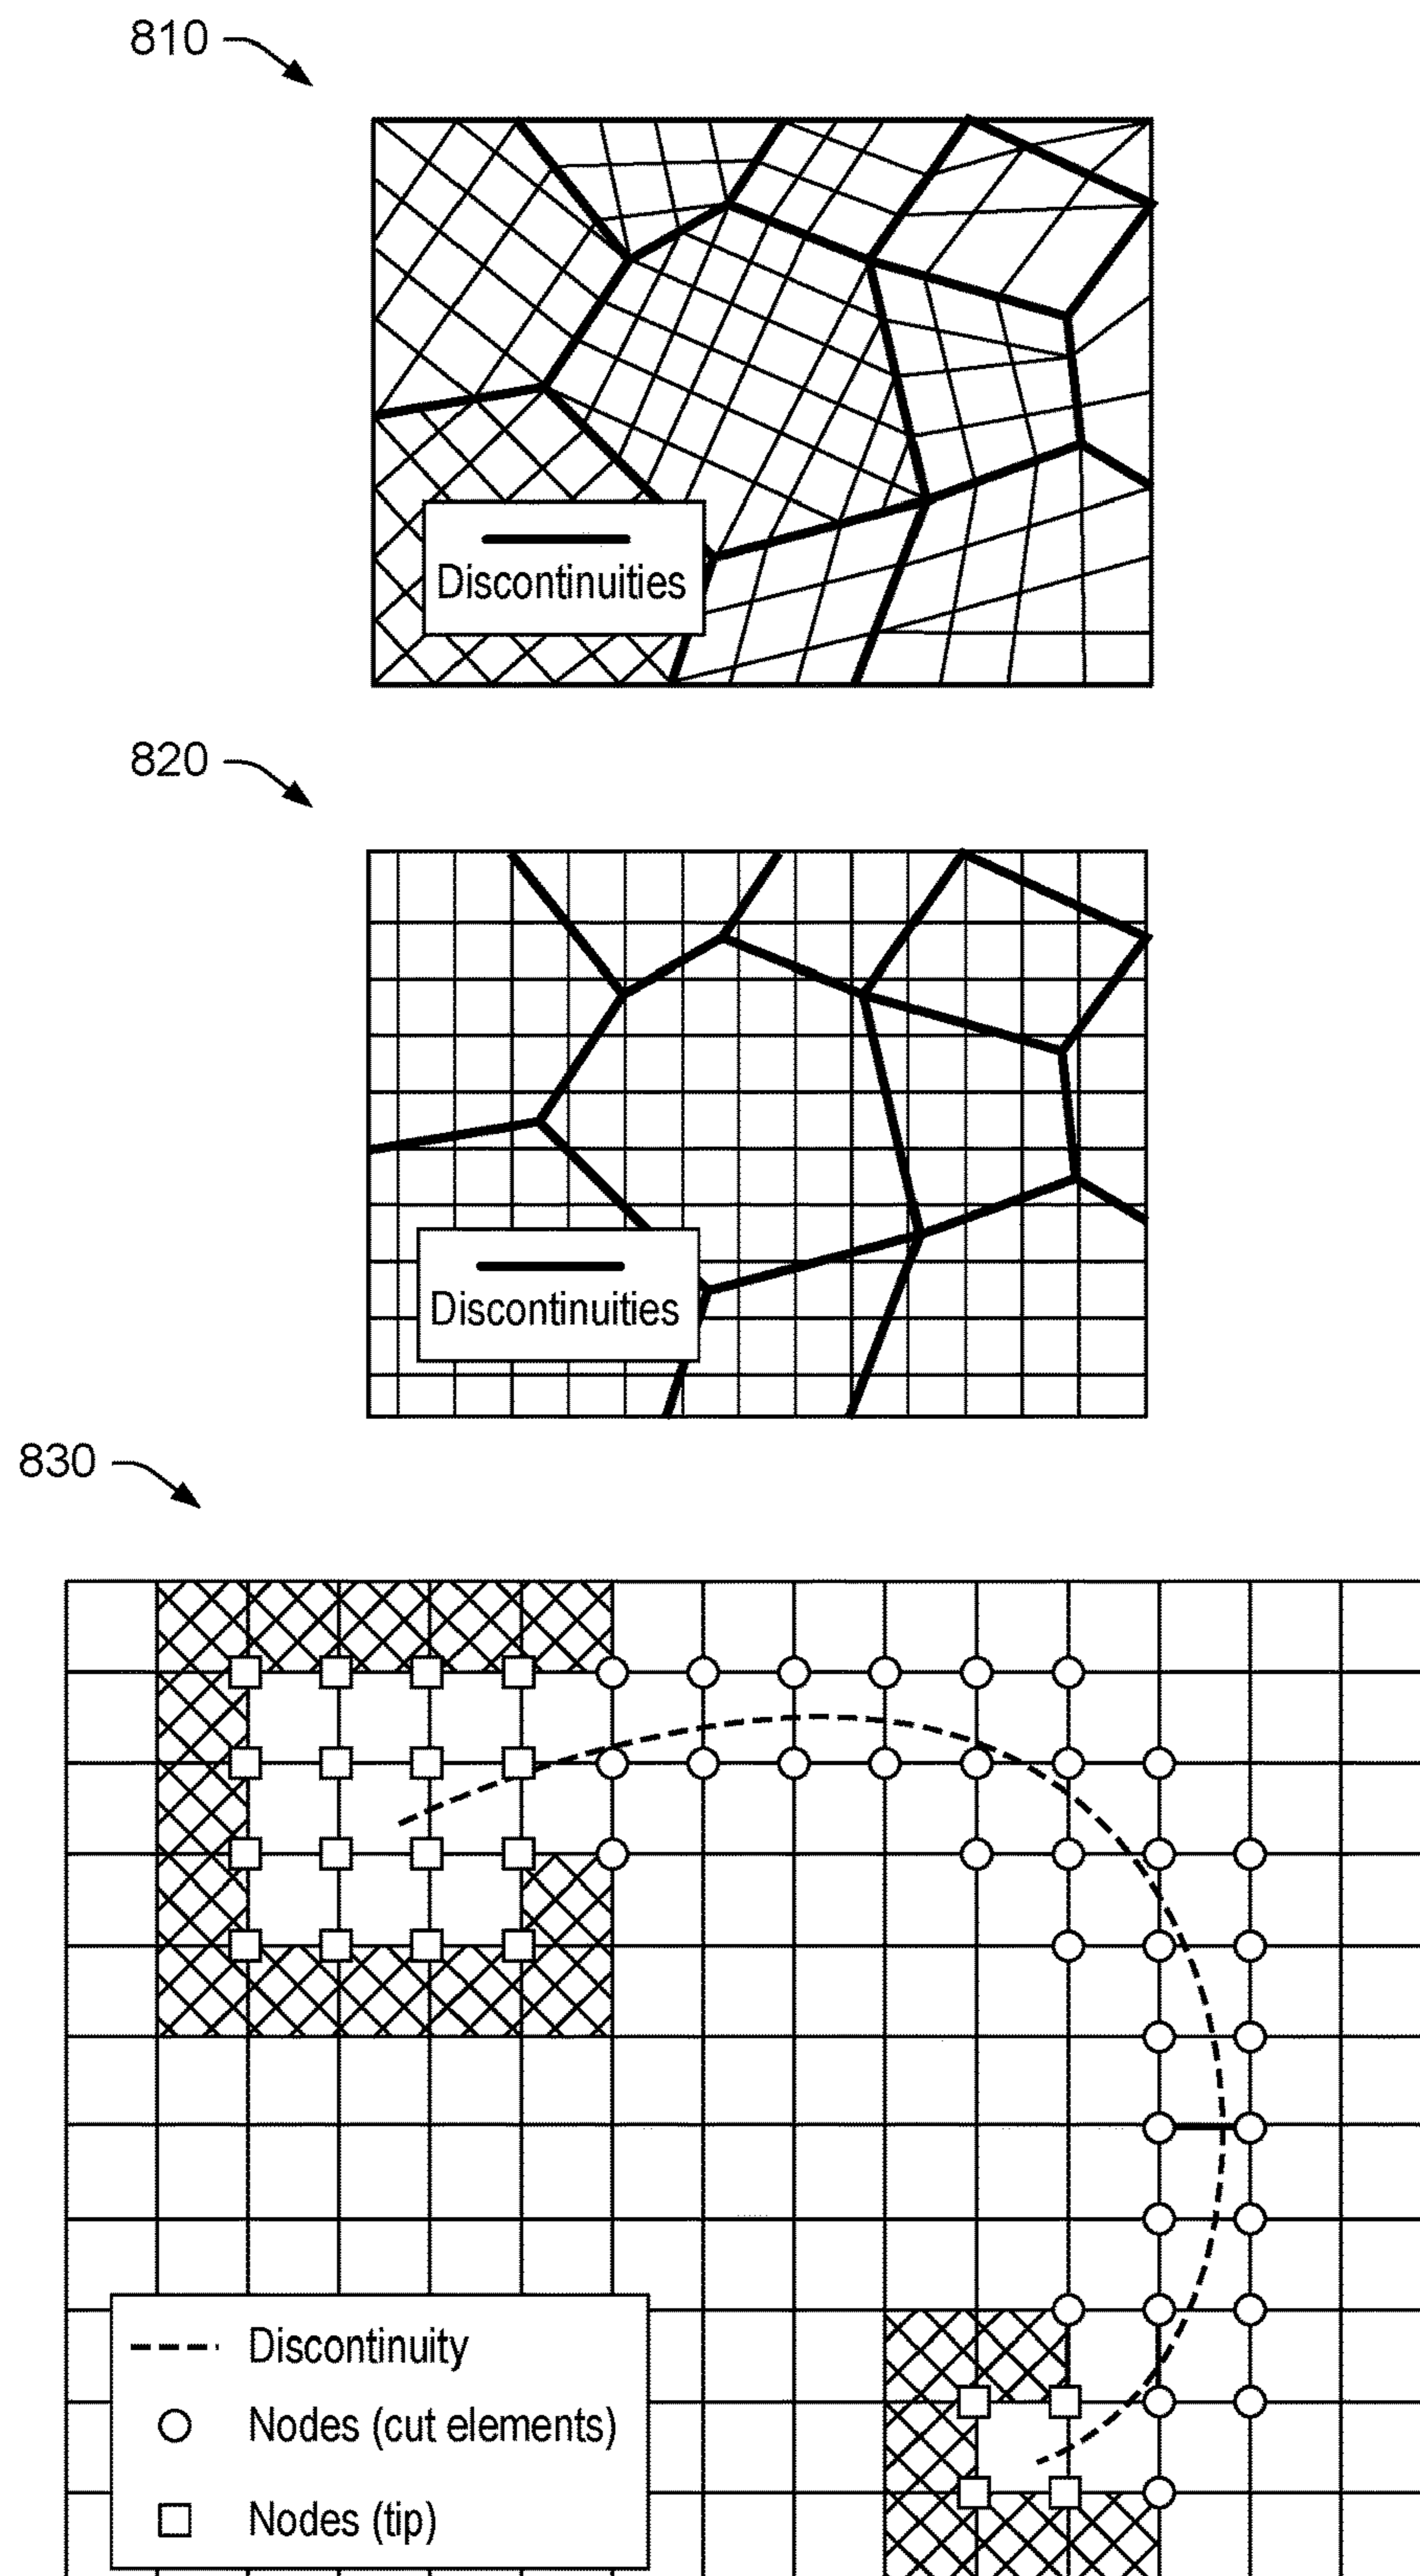 810
Discontinuities
820
Discontinuities
830
Discontinuity
Nodes (cut elements)
Nodes (tip)